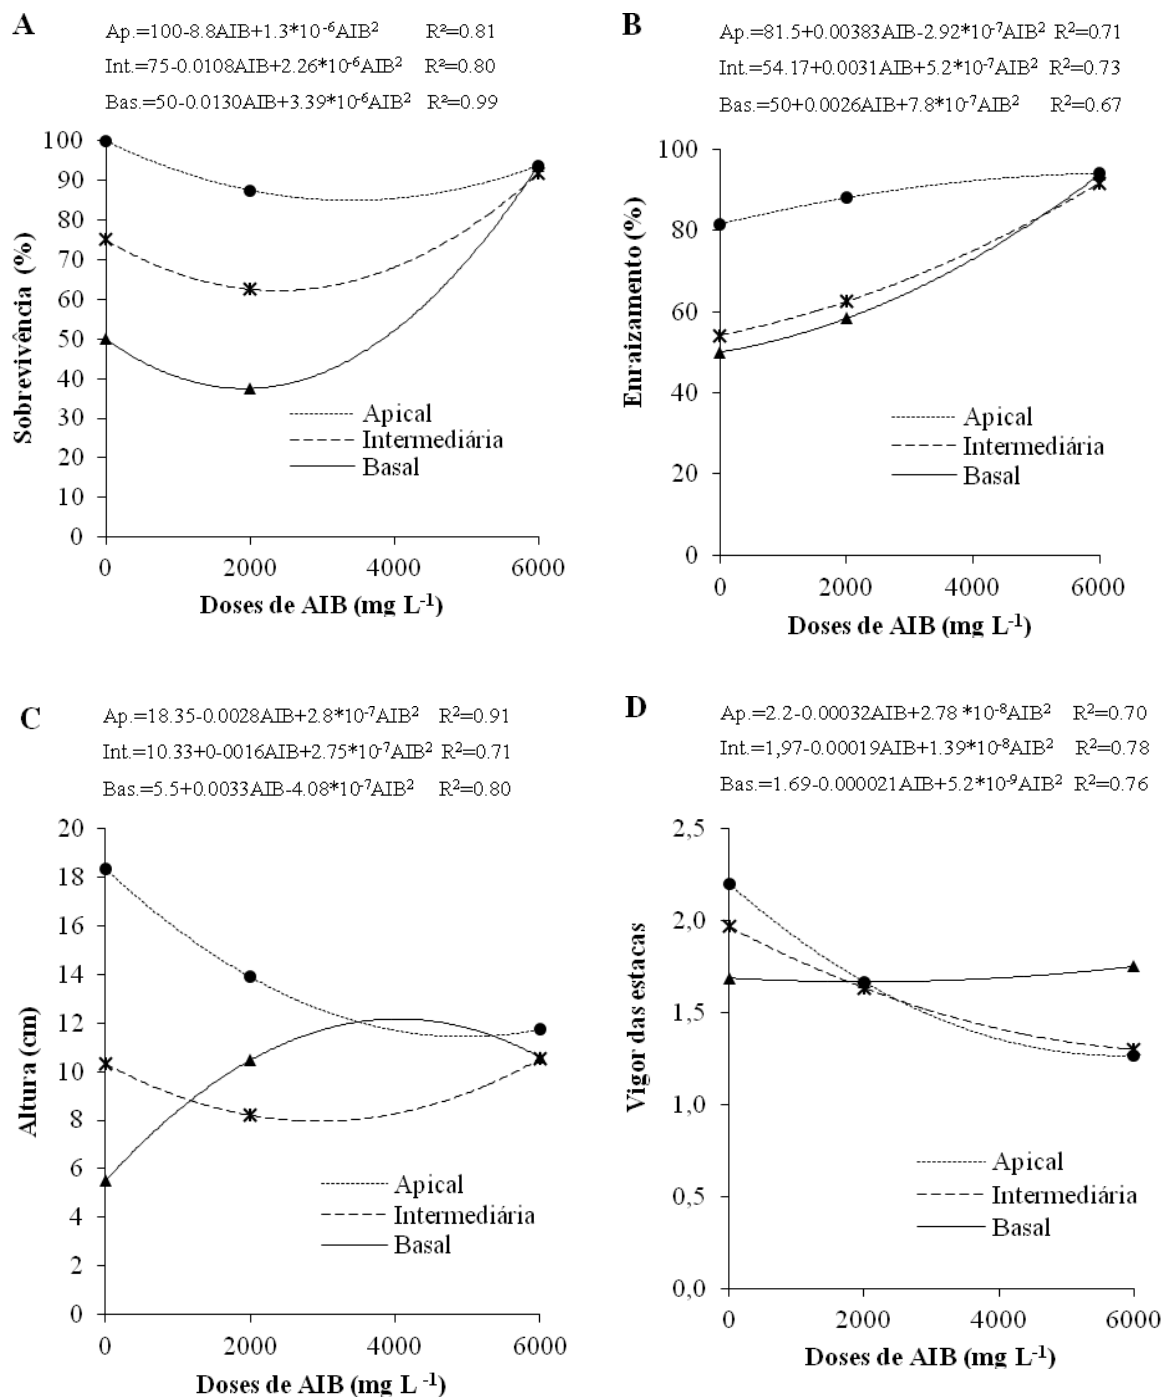 A
Ap.=100-8.8AIB+1.3*10⁻⁶AIB² R²=0.81
Int.=75-0.0108AIB+2.26*10⁻⁶AIB² R²=0.80
Bas.=50-0.0130AIB+3.39*10⁻⁶AIB² R²=0.99
100
90
80
70
60
50
40
30
20
10
0
Sobrevivência (%)
Apical
Intermediária
Basal
0 2000 4000 6000
Doses de AIB (mg L⁻¹)
B
Ap.=81.5+0.00383AIB-2.92*10⁻⁷AIB² R²=0.71
Int.=54.17+0.0031AIB+5.2*10⁻⁷AIB² R²=0.73
Bas.=50+0.0026AIB+7.8*10⁻⁷AIB² R²=0.67
100
80
60
40
20
0
Enraizamento (%)
Apical
Intermediária
Basal
0 2000 4000 6000
Doses de AIB (mg L⁻¹)
C
Ap.=18.35-0.0028AIB+2.8*10⁻⁷AIB² R²=0.91
Int.=10.33+0-0016AIB+2.75*10⁻⁷AIB² R²=0.71
Bas.=5.5+0.0033AIB-4.08*10⁻⁷AIB² R²=0.80
20
18
16
14
12
10
8
6
4
2
0
Altura (cm)
Apical
Intermediária
Basal
0 2000 4000 6000
Doses de AIB (mg L⁻¹)
D
Ap.=2.2-0.00032AIB+2.78 *10⁻⁸AIB² R²=0.70
Int.=1,97-0.00019AIB+1.39*10⁻⁸AIB² R²=0.78
Bas.=1.69-0.000021AIB+5.2*10⁻⁹AIB² R²=0.76
2,5
2,0
1,5
1,0
0,5
0,0
Vigor das estacas
Apical
Intermediária
Basal
0 2000 4000 6000
Doses de AIB (mg L⁻¹)